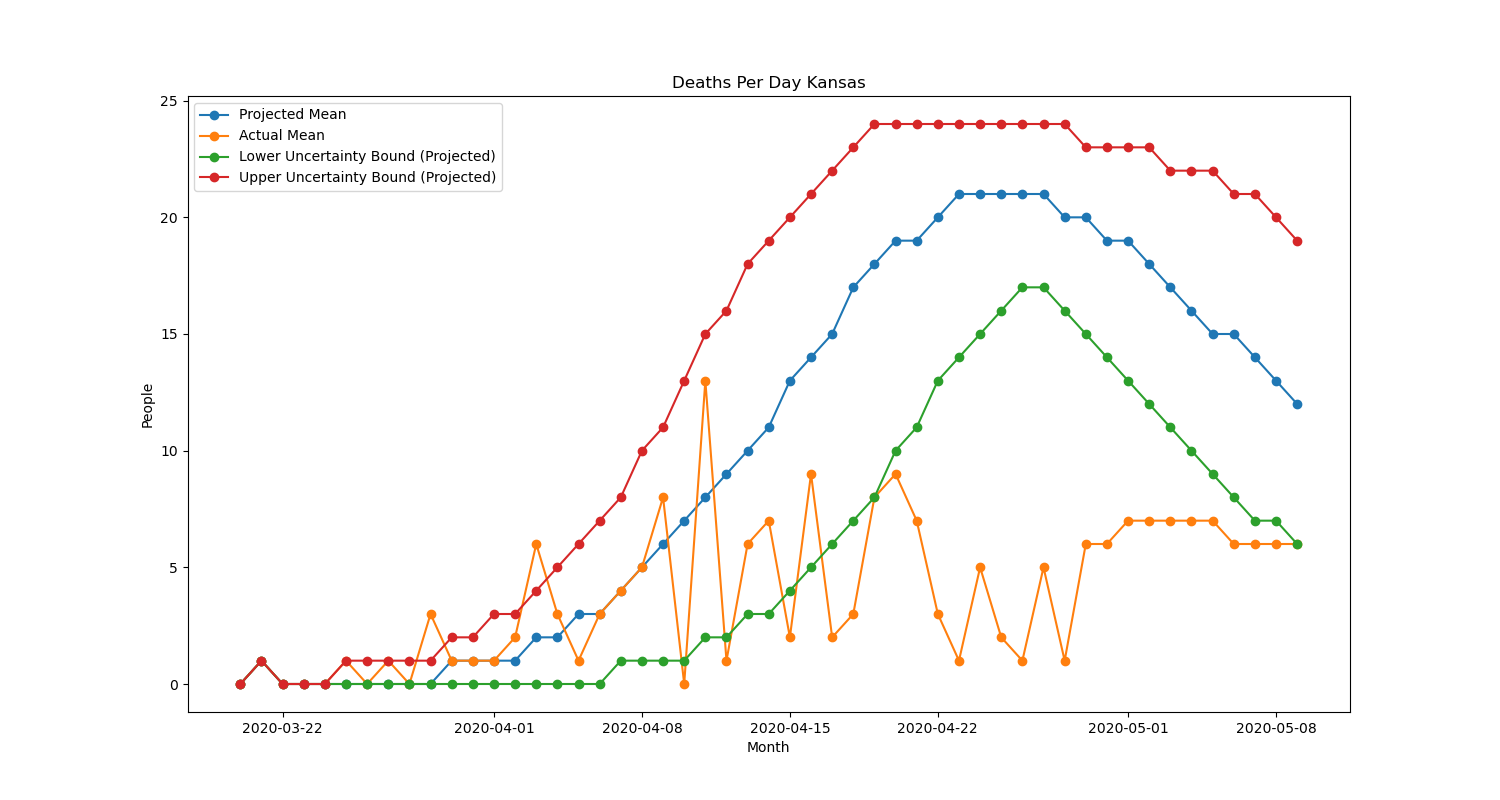 Deaths Per Day Kansas
Projected Mean
Actual Mean
Lower Uncertainty Bound (Projected)
Upper Uncertainty Bound (Projected)
25
20
15
10
5
0
People
2020-03-22 2020-04-01 2020-04-08 2020-04-15 2020-04-22 2020-05-01 2020-05-08
Month